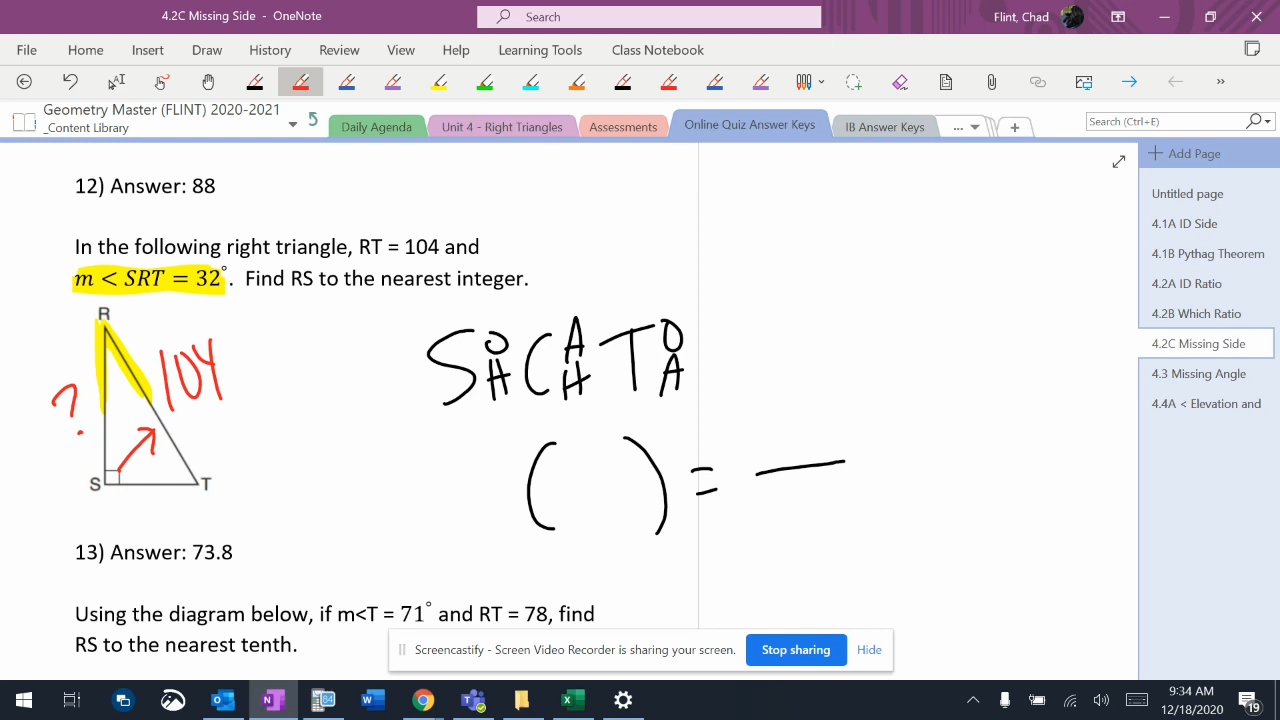 4.2C Missing Side - OneNote
Search
Flint, Chad
File Home Insert Draw History Review View Help Learning Tools Class Notebook
Geometry Master (FLINT) 2020-2021
_Content Library
Daily Agenda Unit 4 - Right Triangles Assessments Online Quiz Answer Keys IB Answer Keys ... +
Search (Ctrl+E)
Add Page
Untitled page
4.1A ID Side
4.1B Pythag Theorem
4.2A ID Ratio
4.2B Which Ratio
4.2C Missing Side
4.3 Missing Angle
4.4A < Elevation and
12) Answer: 88
In the following right triangle, RT = 104 and
m < SRT = 32°. Find RS to the nearest integer.
R
104
?
S T
S O H C A H T O A
( ) = —
13) Answer: 73.8
Using the diagram below, if m<T = 71° and RT = 78, find
RS to the nearest tenth.
Screencastify - Screen Video Recorder is sharing your screen. Stop sharing Hide
84
9:34 AM
12/18/2020
19